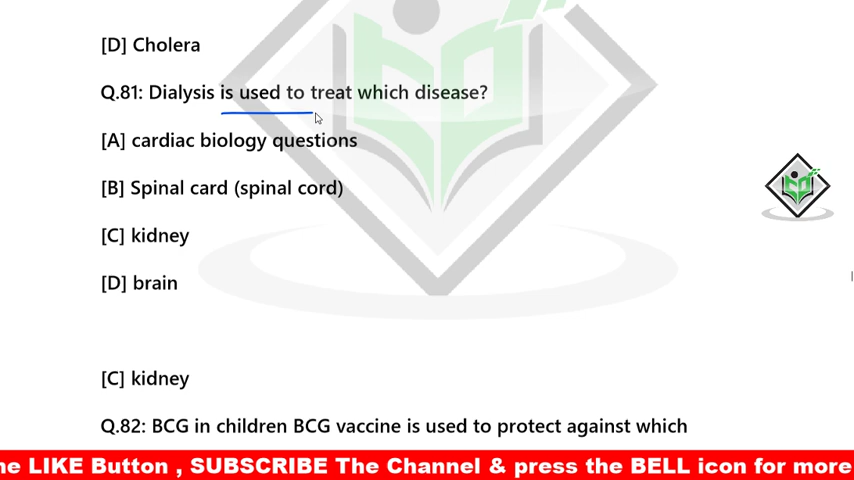 [D] Cholera
Q.81: Dialysis is used to treat which disease?
[A] cardiac biology questions
[B] Spinal card (spinal cord)
[C] kidney
[D] brain
[C] kidney
Q.82: BCG in children BCG vaccine is used to protect against which
he LIKE Button , SUBSCRIBE The Channel & press the BELL icon for more